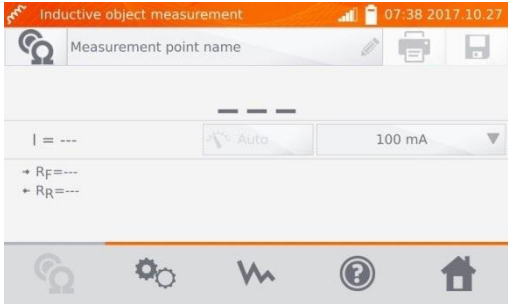 Inductive object measurement 07:38 2017.10.27
Measurement point name
---
I = --- Auto 100 mA
→ RF=---
← RR=---